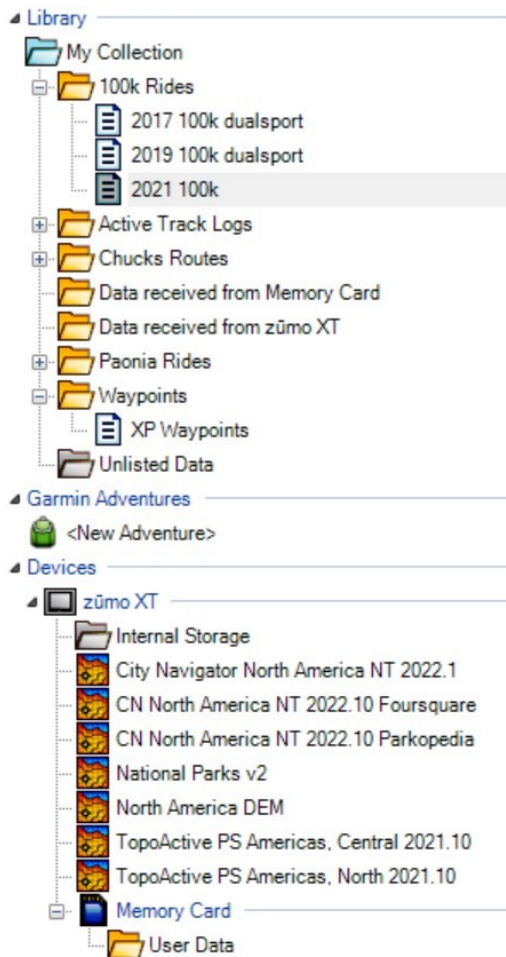 Library
My Collection
100k Rides
2017 100k dualsport
2019 100k dualsport
2021 100k
Active Track Logs
Chucks Routes
Data received from Memory Card
Data received from zūmo XT
Paonia Rides
Waypoints
XP Waypoints
Unlisted Data
Garmin Adventures
<New Adventure>
Devices
zūmo XT
Internal Storage
City Navigator North America NT 2022.1
CN North America NT 2022.10 Foursquare
CN North America NT 2022.10 Parkopedia
National Parks v2
North America DEM
TopoActive PS Americas, Central 2021.10
TopoActive PS Americas, North 2021.10
Memory Card
User Data